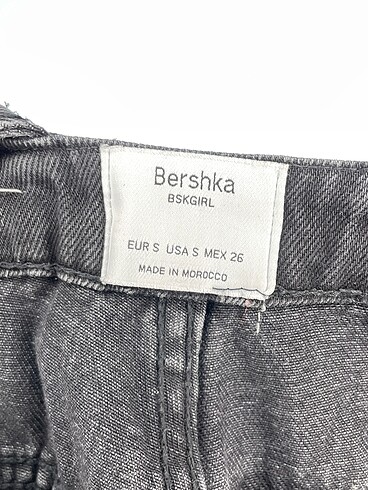 Bershka
BSKGIRL
EUR S USA S MEX 26
MADE IN MOROCCO